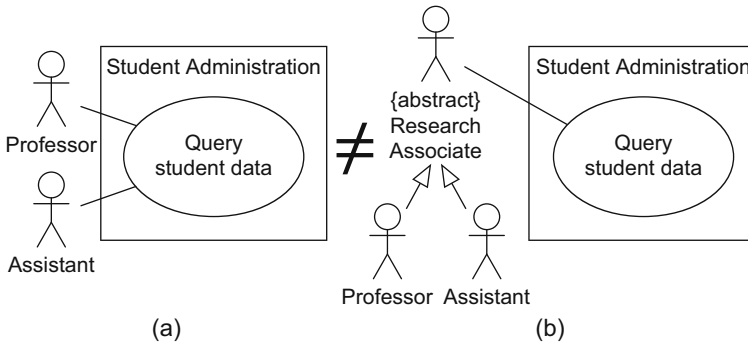 Student Administration
Professor
Query
student data
Assistant
(a)
≠
{abstract}
Research
Associate
Professor
Assistant
Student Administration
Query
student data
(b)